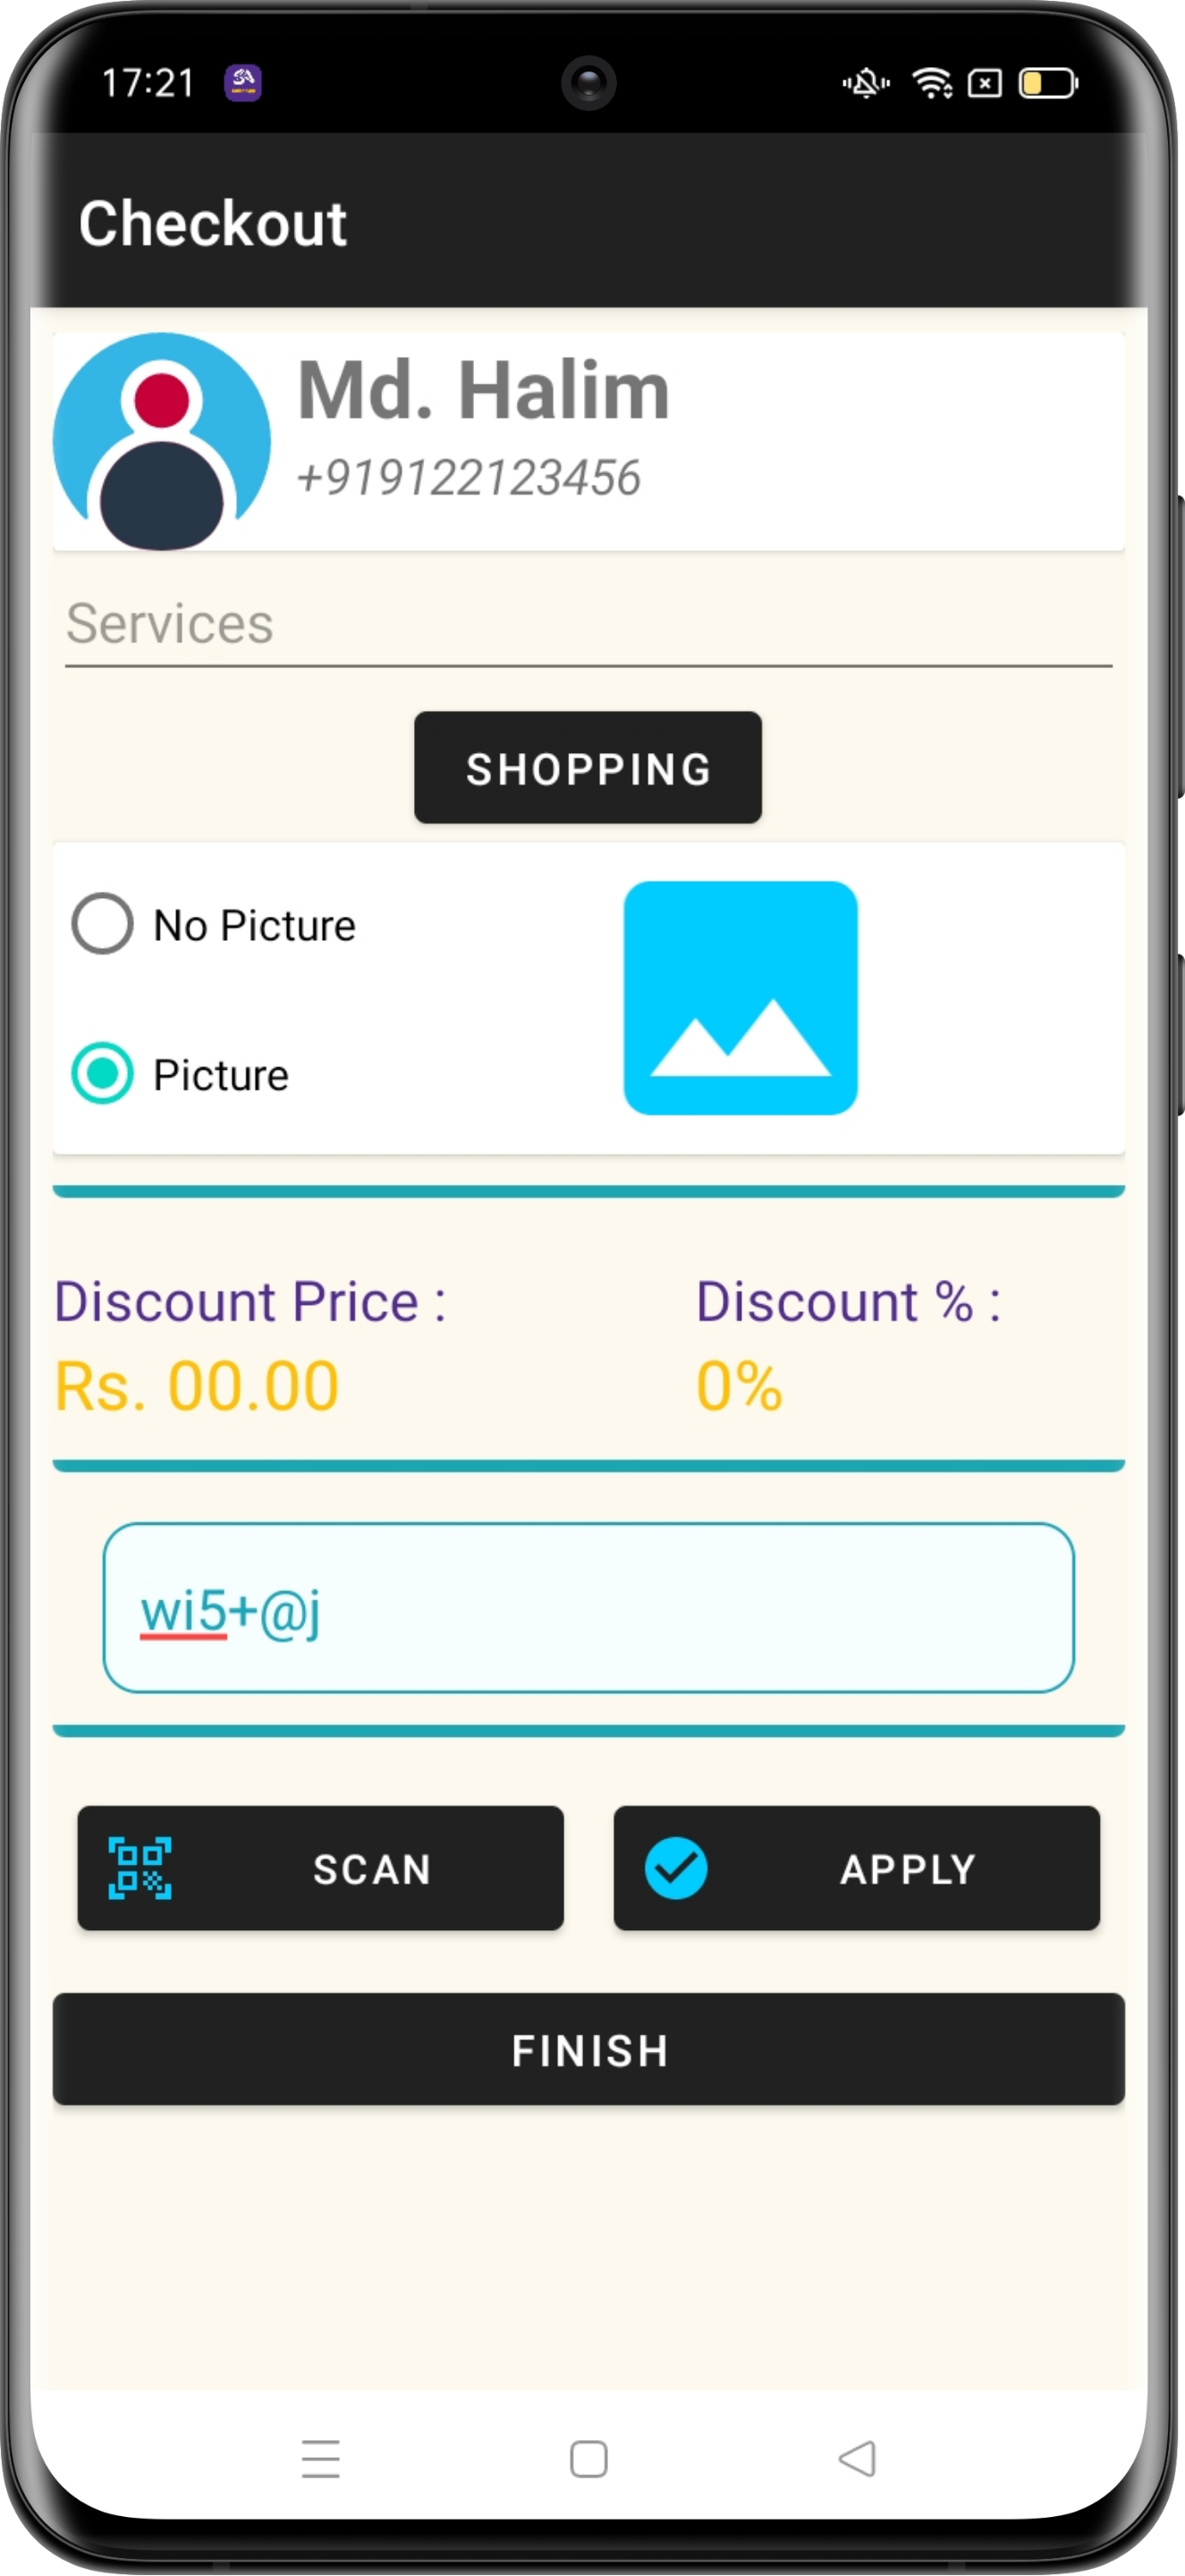 17:21
Checkout
Md. Halim
+919122123456
Services
SHOPPING
No Picture
Picture
Discount Price :
Discount % :
Rs. 00.00
0%
wi5+@j
SCAN
APPLY
FINISH